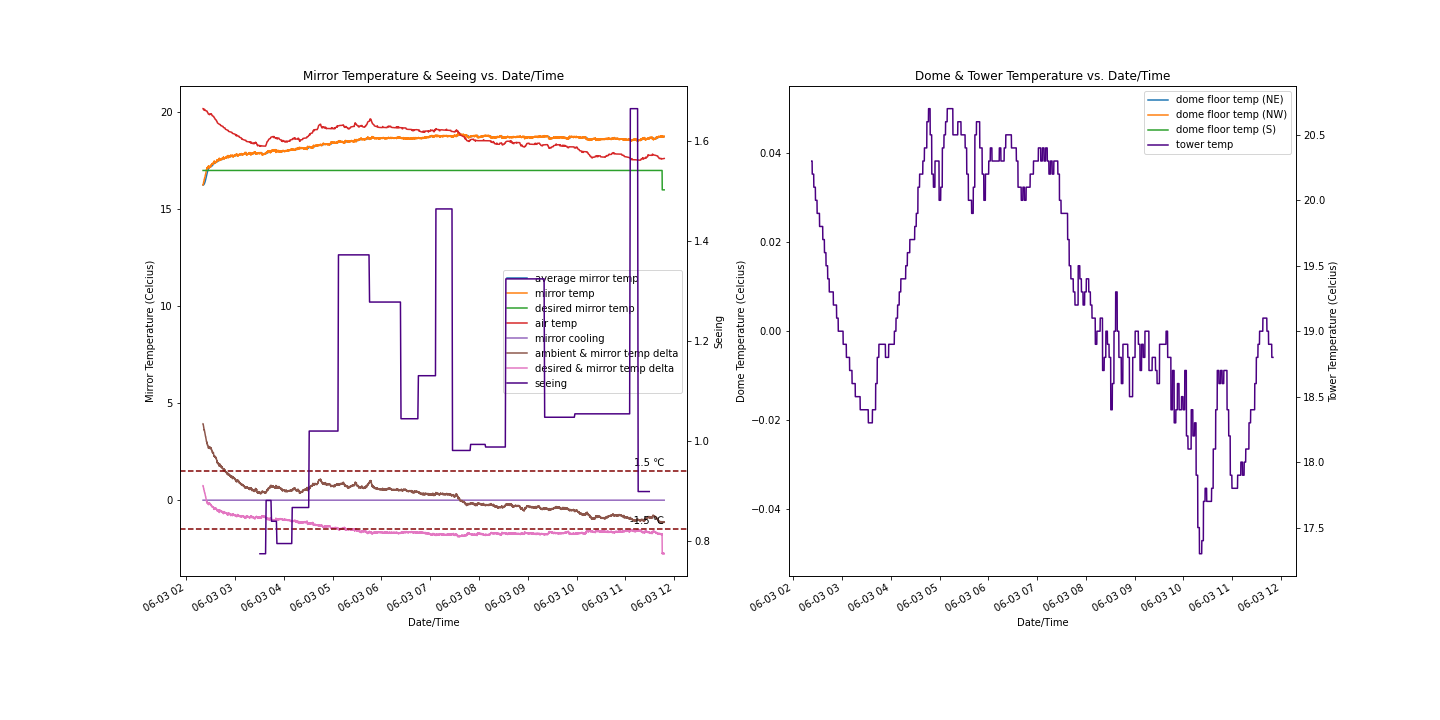 Mirror Temperature & Seeing vs. Date/Time
Mirror Temperature (Celcius)
20
15
10
5
0
1.6
1.4
1.2
1.0
0.8
Seeing
average mirror temp
mirror temp
desired mirror temp
air temp
mirror cooling
ambient & mirror temp delta
desired & mirror temp delta
seeing
1.5 °C
-1.5 °C
06-03 02
06-03 03
06-03 04
06-03 05
06-03 06
06-03 07
06-03 08
06-03 09
06-03 10
06-03 11
06-03 12
Date/Time
Dome & Tower Temperature vs. Date/Time
Dome Temperature (Celcius)
0.04
0.02
0.00
−0.02
−0.04
dome floor temp (NE)
dome floor temp (NW)
dome floor temp (S)
tower temp
20.5
20.0
19.5
19.0
18.5
18.0
17.5
Tower Temperature (Celcius)
06-03 02
06-03 03
06-03 04
06-03 05
06-03 06
06-03 07
06-03 08
06-03 09
06-03 10
06-03 11
06-03 12
Date/Time